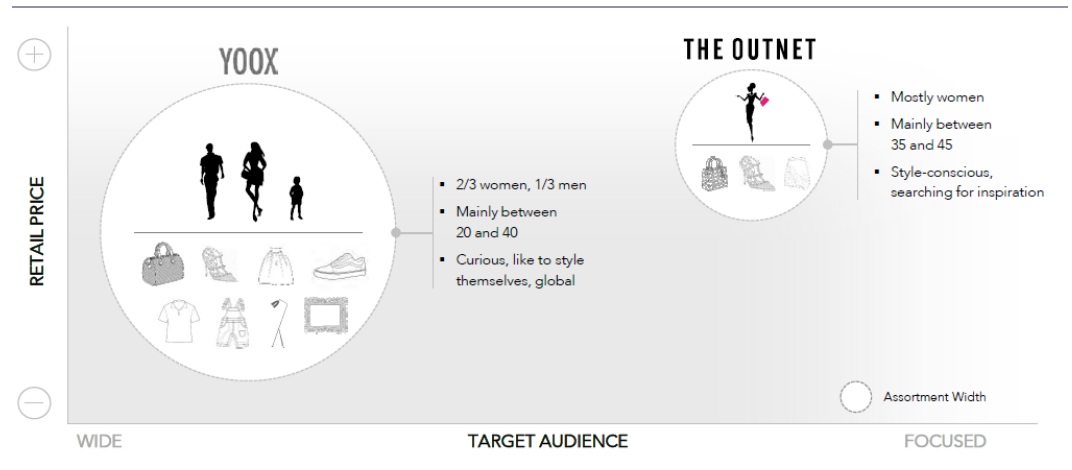 YOOX
THE OUTNET
▪ Mostly women
▪ Mainly between
35 and 45
▪ Style-conscious,
searching for inspiration
▪ 2/3 women, 1/3 men
▪ Mainly between
20 and 40
▪ Curious, like to style
themselves, global
RETAIL PRICE
Assortment Width
WIDE
TARGET AUDIENCE
FOCUSED